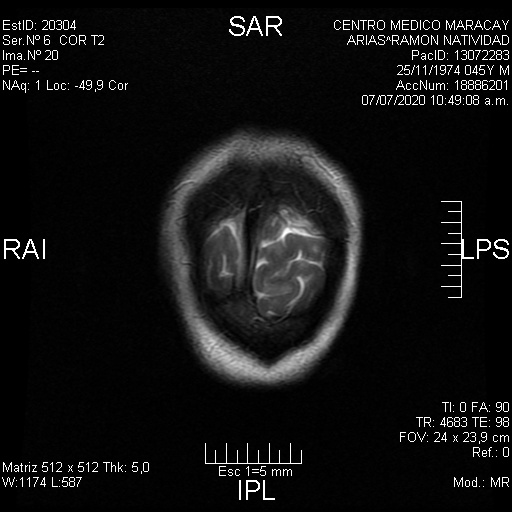 EstID: 20304
Ser.Nº 6 COR T2
Ima.Nº 20
PE= --
NAq: 1 Loc: -49,9 Cor
SAR
CENTRO MEDICO MARACAY
ARIAS^RAMON NATIVIDAD
PacID: 13072283
25/11/1974 045Y M
AccNum: 18886201
07/07/2020 10:49:08 a.m.
RAI
LPS
TI: 0 FA: 90
TR: 4683 TE: 98
FOV: 24 x 23,9 cm
Ref.: 0
Matriz 512 x 512 Thk: 5,0
W:1174 L:587
Esc 1=5 mm
IPL
Mod.: MR